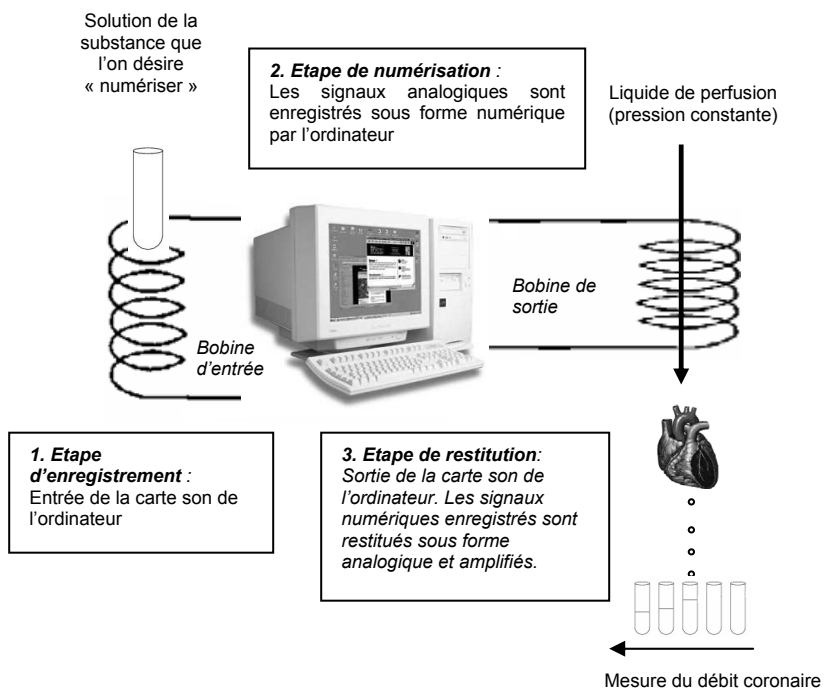 Solution de la
substance que
l’on désire
« numériser »
2. Etape de numérisation :
Les signaux analogiques sont
enregistrés sous forme numérique
par l’ordinateur
Liquide de perfusion
(pression constante)
Bobine
d’entrée
Bobine de
sortie
1. Etape
d’enregistrement :
Entrée de la carte son de
l’ordinateur
3. Etape de restitution:
Sortie de la carte son de
l’ordinateur. Les signaux
numériques enregistrés sont
restitués sous forme
analogique et amplifiés.
Mesure du débit coronaire